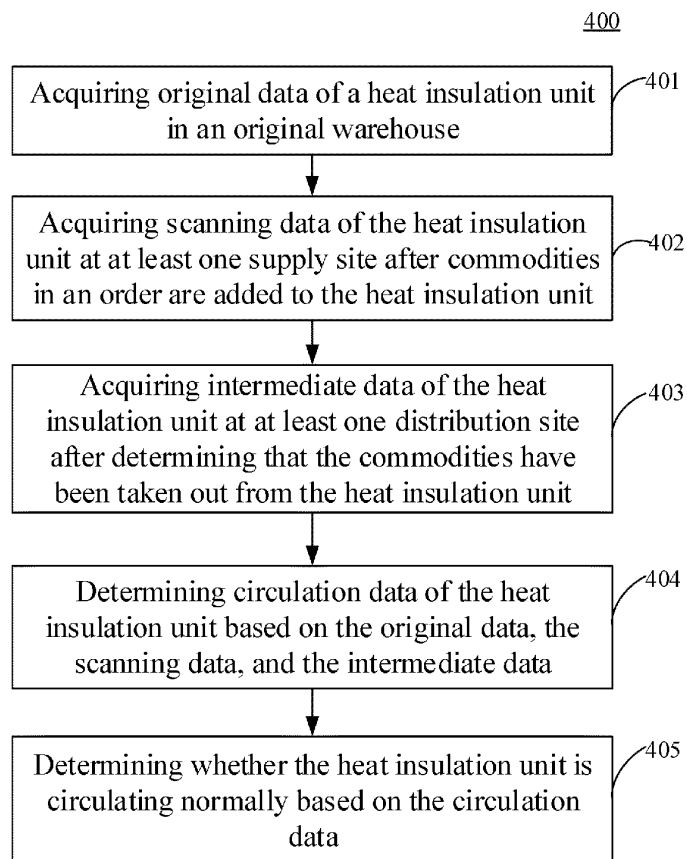 400
Acquiring original data of a heat insulation unit
in an original warehouse
401
Acquiring scanning data of the heat insulation
unit at at least one supply site after commodities
in an order are added to the heat insulation unit
402
Acquiring intermediate data of the heat
insulation unit at at least one distribution site
after determining that the commodities have
been taken out from the heat insulation unit
403
Determining circulation data of the heat
insulation unit based on the original data, the
scanning data, and the intermediate data
404
Determining whether the heat insulation unit is
circulating normally based on the circulation
data
405